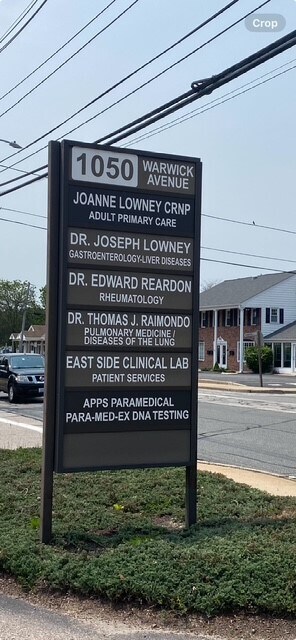 Crop
1050 WARWICK
AVENUE
JOANNE LOWNEY CRNP
ADULT PRIMARY CARE
DR. JOSEPH LOWNEY
GASTROENTEROLOGY-LIVER DISEASES
DR. EDWARD REARDON
RHEUMATOLOGY
DR. THOMAS J. RAIMONDO
PULMONARY MEDICINE /
DISEASES OF THE LUNG
EAST SIDE CLINICAL LAB
PATIENT SERVICES
APPS PARAMEDICAL
PARA-MED-EX DNA TESTING